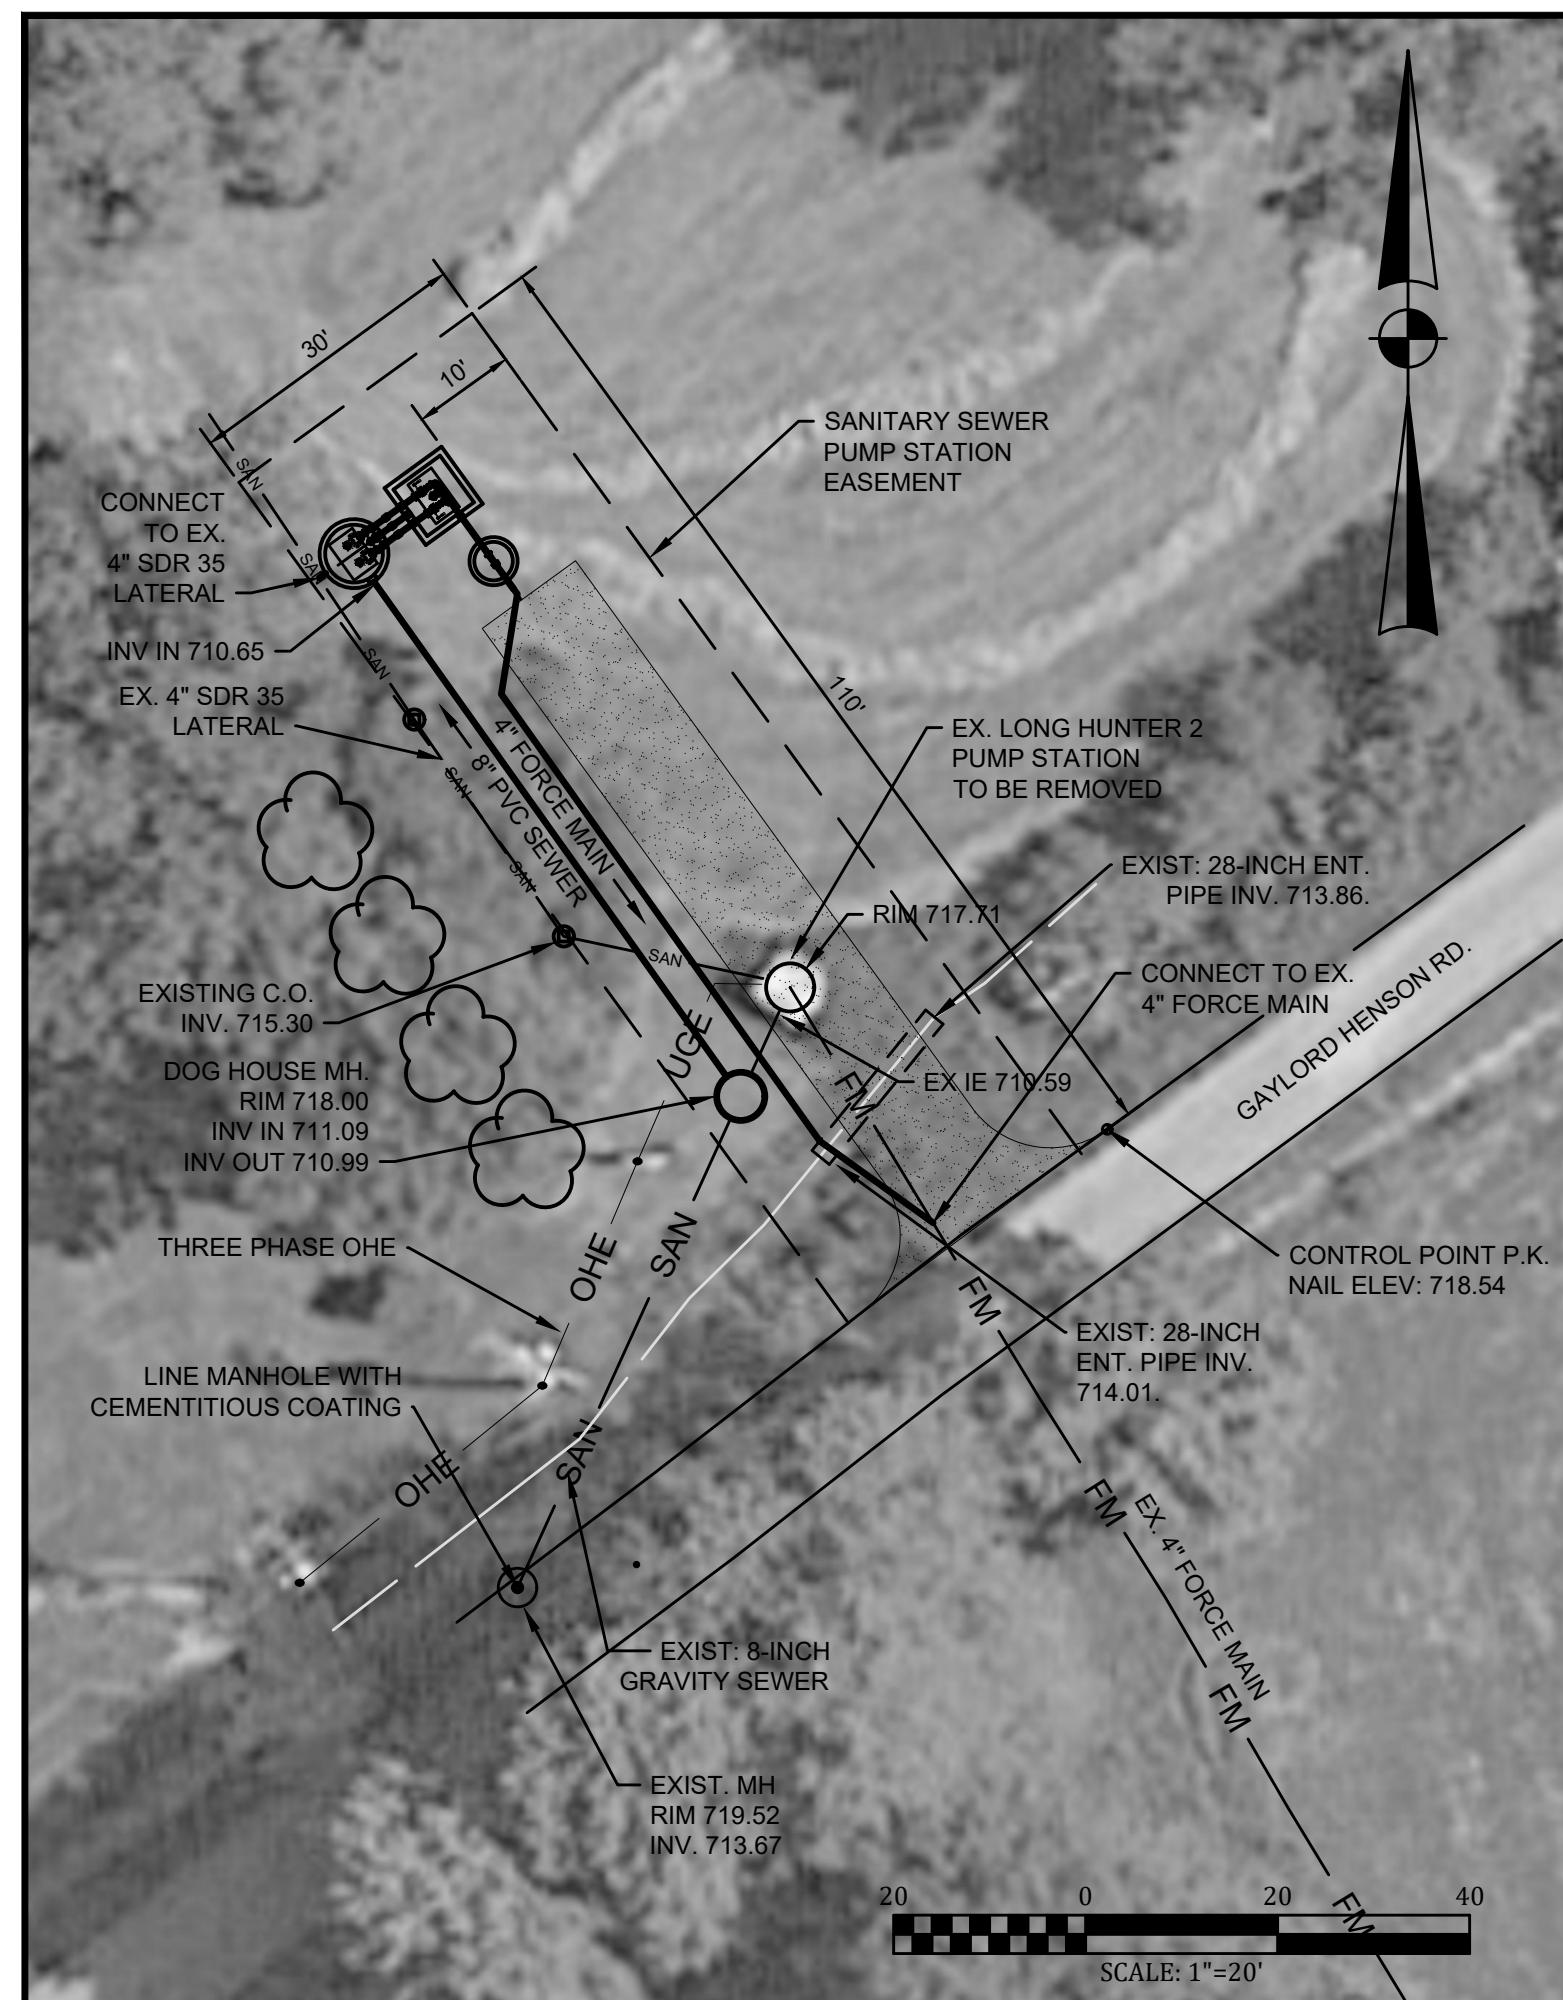 30'
10'
SANITARY SEWER
PUMP STATION
EASEMENT
SAN
CONNECT
TO EX.
4" SDR 35
LATERAL
SAN
INV IN 710.65
SAN
EX. 4" SDR 35
LATERAL
110'
4" FORCE MAIN
8" PVC SEWER
SAN
SAN
EX. LONG HUNTER 2
PUMP STATION
TO BE REMOVED
EXIST: 28-INCH ENT.
PIPE INV. 713.86.
RIM 717.71
SAN
CONNECT TO EX.
4" FORCE MAIN
GAYLORD HENSON RD.
EXISTING C.O.
INV. 715.30
UGE
DOG HOUSE MH.
RIM 718.00
INV IN 711.09
INV OUT 710.99
EX IE 710.59
FM
THREE PHASE OHE
OHE
SAN
CONTROL POINT P.K.
NAIL ELEV: 718.54
FM
EXIST: 28-INCH
ENT. PIPE INV.
714.01.
LINE MANHOLE WITH
CEMENTITIOUS COATING
OHE
SAN
FM
EX. 4" FORCE MAIN
EXIST: 8-INCH
GRAVITY SEWER
FM
EXIST. MH
RIM 719.52
INV. 713.67
FM
20 0 20 40
SCALE: 1"=20'